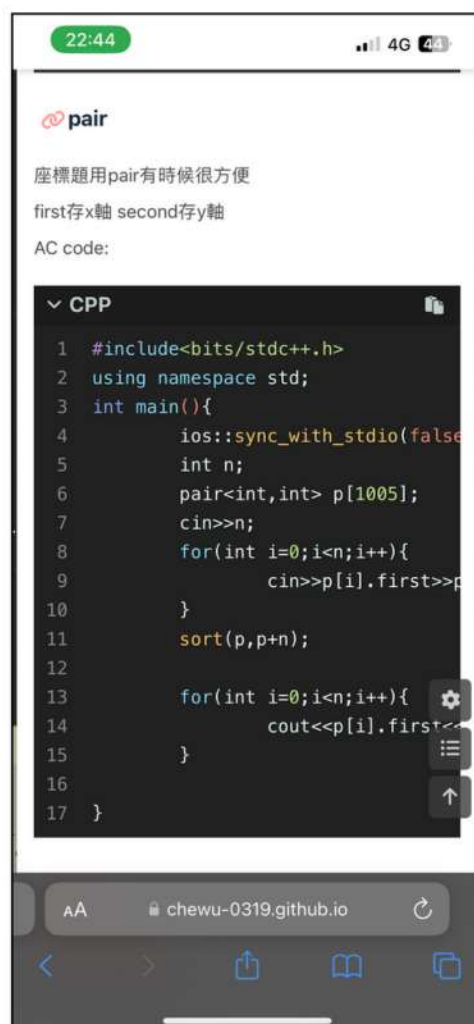 22:44
4G 44
pair
座標題用pair有時候很方便
first存x軸 second存y軸
AC code:
CPP
1 #include<bits/stdc++.h>
2 using namespace std;
3 int main(){
4 ios::sync_with_stdio(false
5 int n;
6 pair<int,int> p[1005];
7 cin>>n;
8 for(int i=0;i<n;i++){
9 cin>>p[i].first>>p
10 }
11 sort(p,p+n);
12
13 for(int i=0;i<n;i++){
14 cout<<p[i].first<<
15 }
16
17 }
AA chewu-0319.github.io